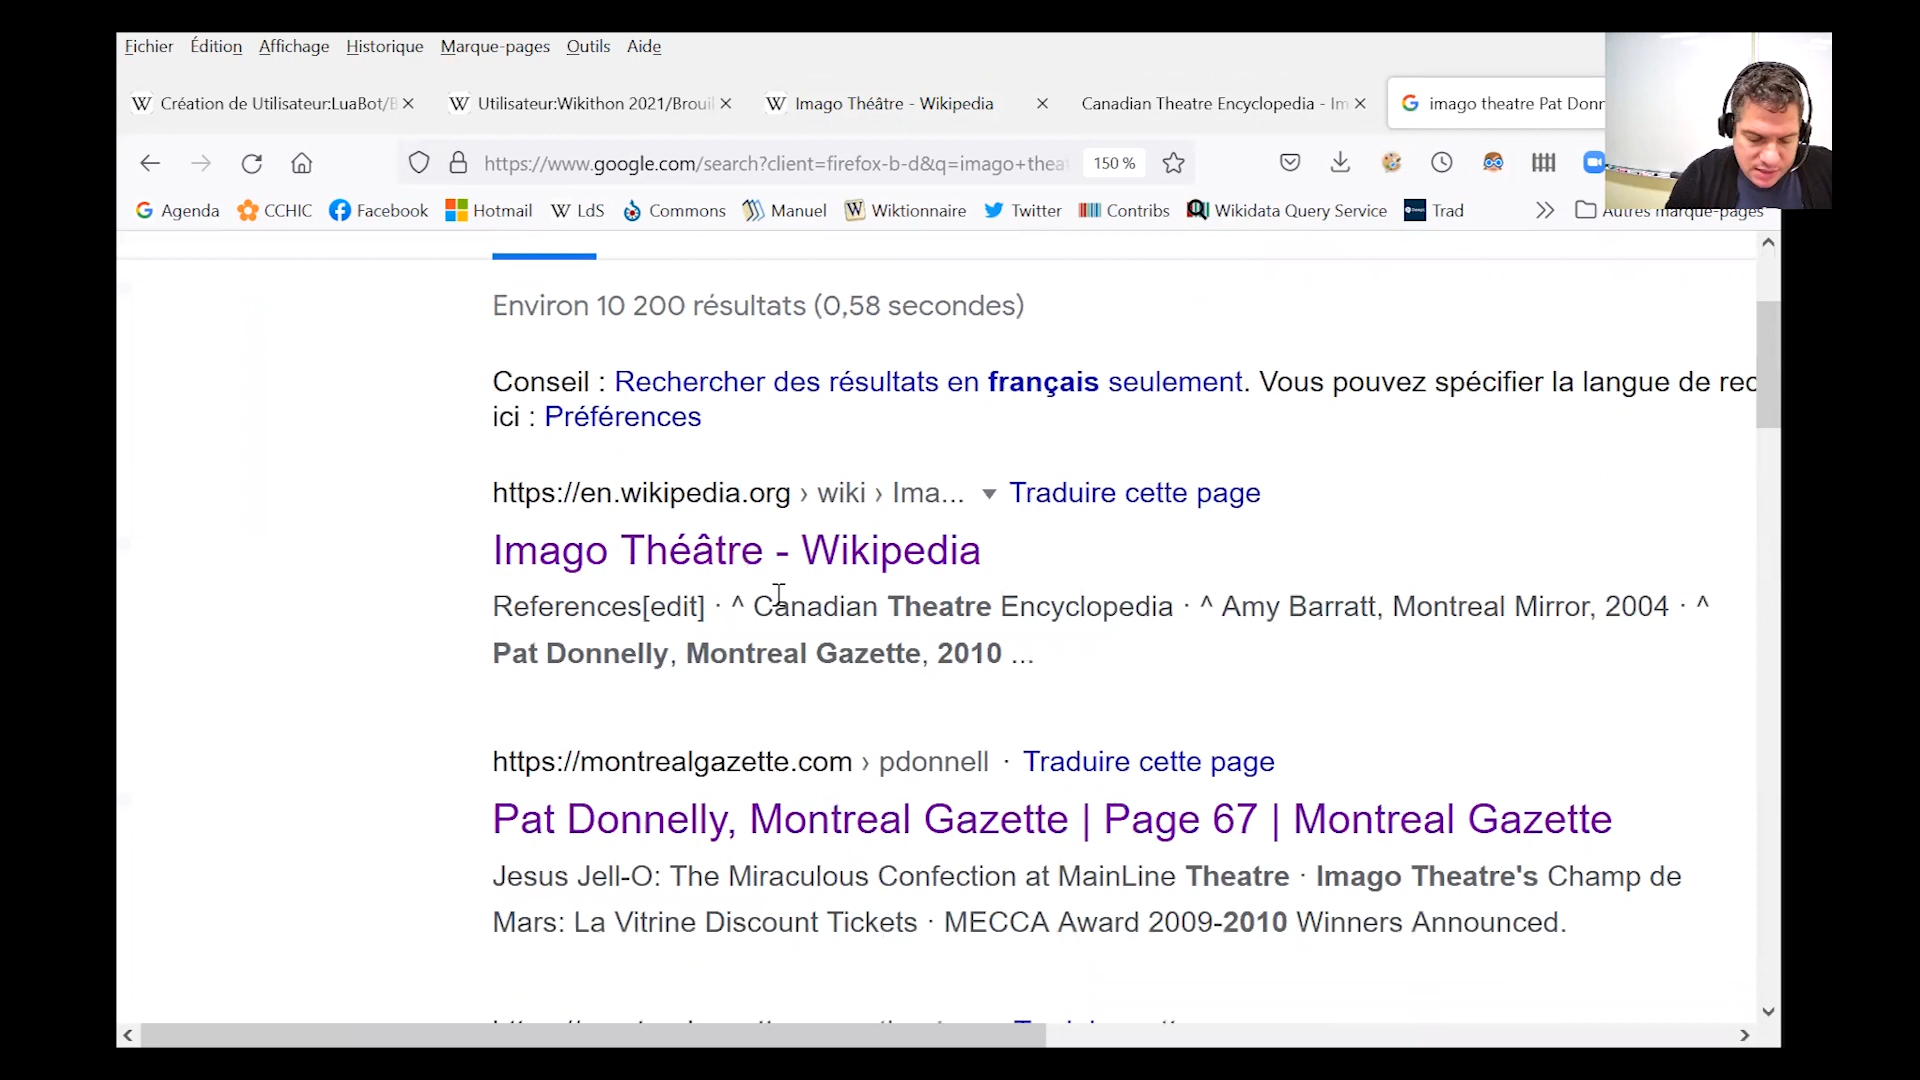 Fichier Édition Affichage Historique Marque-pages Outils Aide
Création de Utilisateur:LuaBot/B Utilisateur:Wikithon 2021/Brouil Imago Théâtre - Wikipedia Canadian Theatre Encyclopedia - Im imago theatre Pat Donn
https://www.google.com/search?client=firefox-b-d&q=imago+thea 150 %
Agenda CCHIC Facebook Hotmail LdS Commons Manuel Wiktionnaire Twitter Contribs Wikidata Query Service Trad Autres marque-pages
Environ 10 200 résultats (0,58 secondes)
Conseil : Rechercher des résultats en français seulement. Vous pouvez spécifier la langue de rec
ici : Préférences
https://en.wikipedia.org › wiki › Ima... Traduire cette page
Imago Théâtre - Wikipedia
References[edit] · ^ Canadian Theatre Encyclopedia · ^ Amy Barratt, Montreal Mirror, 2004 · ^
Pat Donnelly, Montreal Gazette, 2010 ...
https://montrealgazette.com › pdonnell · Traduire cette page
Pat Donnelly, Montreal Gazette | Page 67 | Montreal Gazette
Jesus Jell-O: The Miraculous Confection at MainLine Theatre · Imago Theatre's Champ de
Mars: La Vitrine Discount Tickets · MECCA Award 2009-2010 Winners Announced.